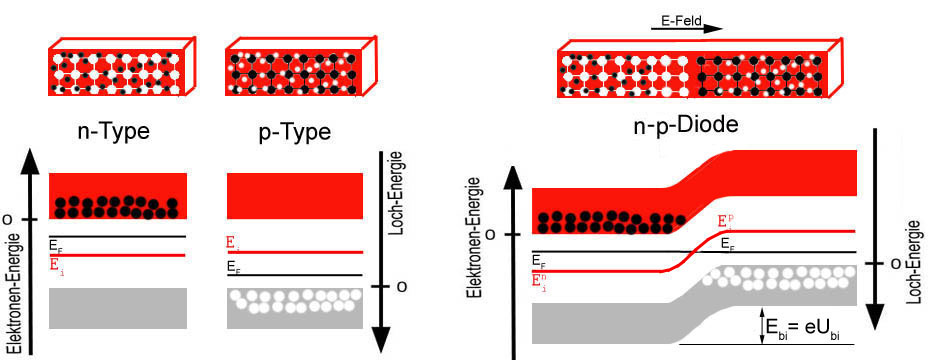 E-Feld
n-Type
p-Type
n-p-Diode
Elektronen-Energie
O
E_F
E_i
E_i
E_F
Loch-Energie
O
Elektronen-Energie
O
E_F
E_i^n
E_i^p
E_F
Loch-Energie
O
E_bi = eU_bi